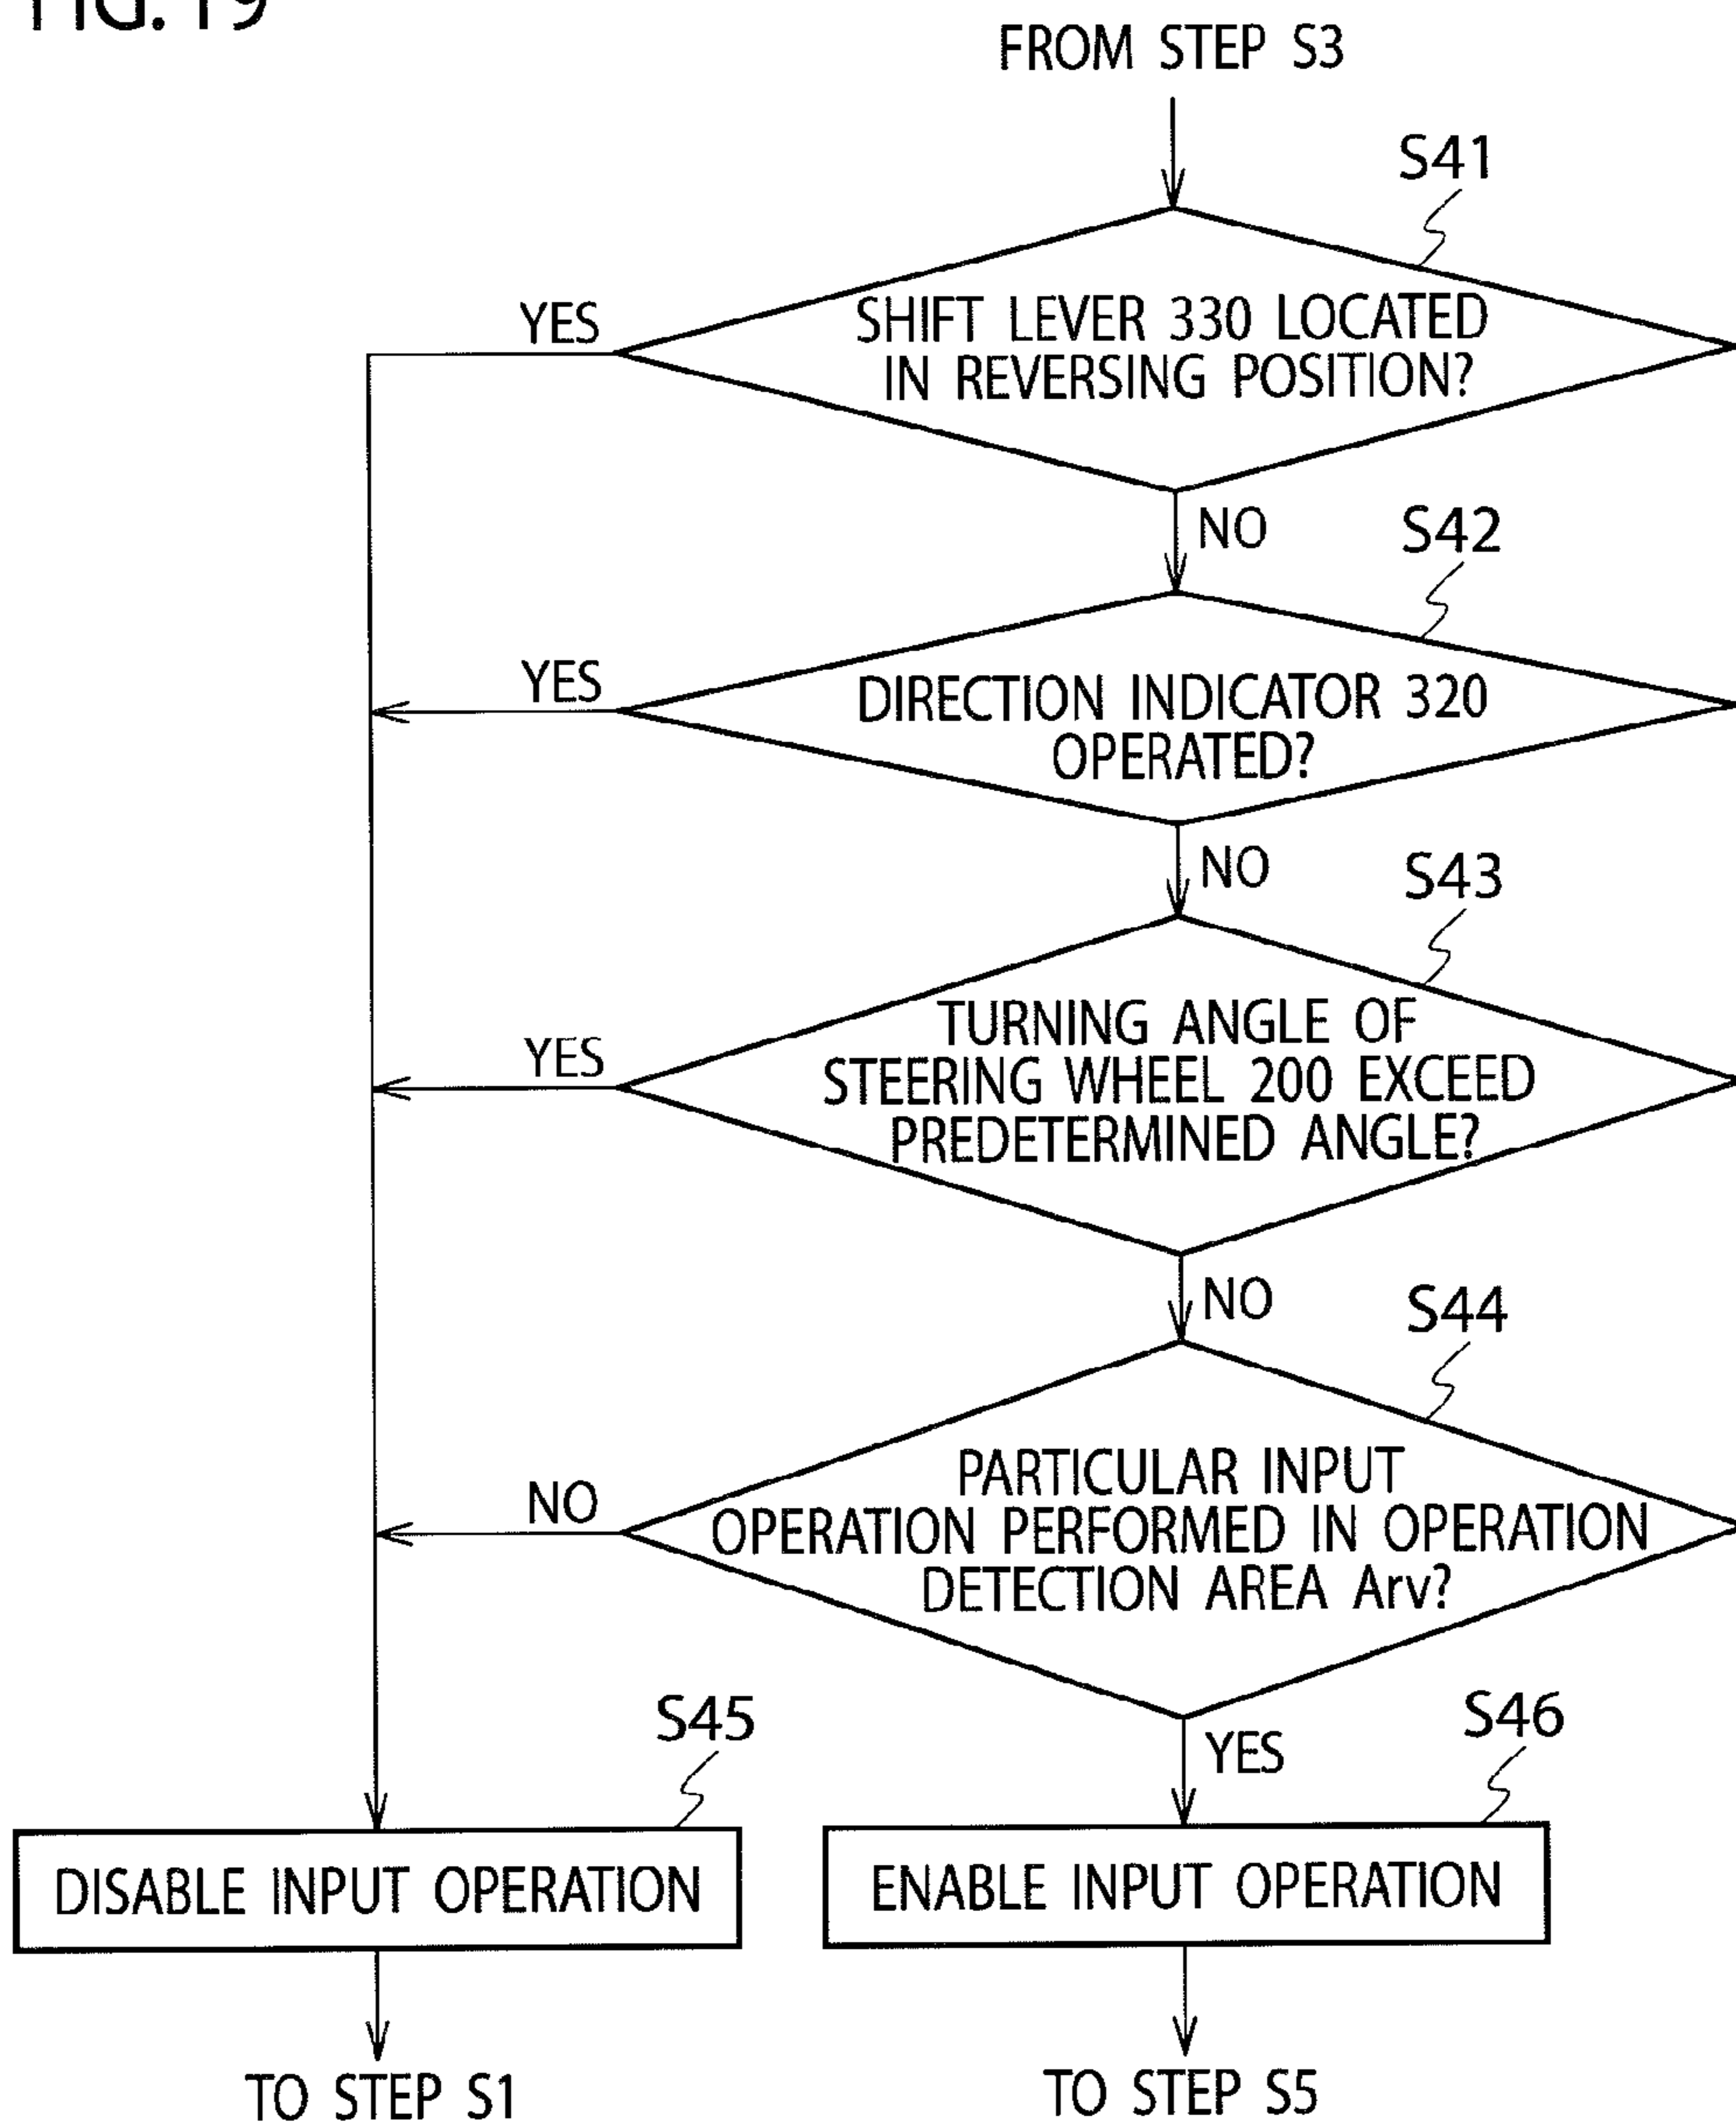 FIG. 19
FROM STEP S3
S41
SHIFT LEVER 330 LOCATED
IN REVERSING POSITION?
YES
NO
S42
DIRECTION INDICATOR 320
OPERATED?
YES
NO
S43
TURNING ANGLE OF
STEERING WHEEL 200 EXCEED
PREDETERMINED ANGLE?
YES
NO
S44
PARTICULAR INPUT
OPERATION PERFORMED IN OPERATION
DETECTION AREA Arv?
NO
YES
S45
DISABLE INPUT OPERATION
S46
ENABLE INPUT OPERATION
TO STEP S1
TO STEP S5